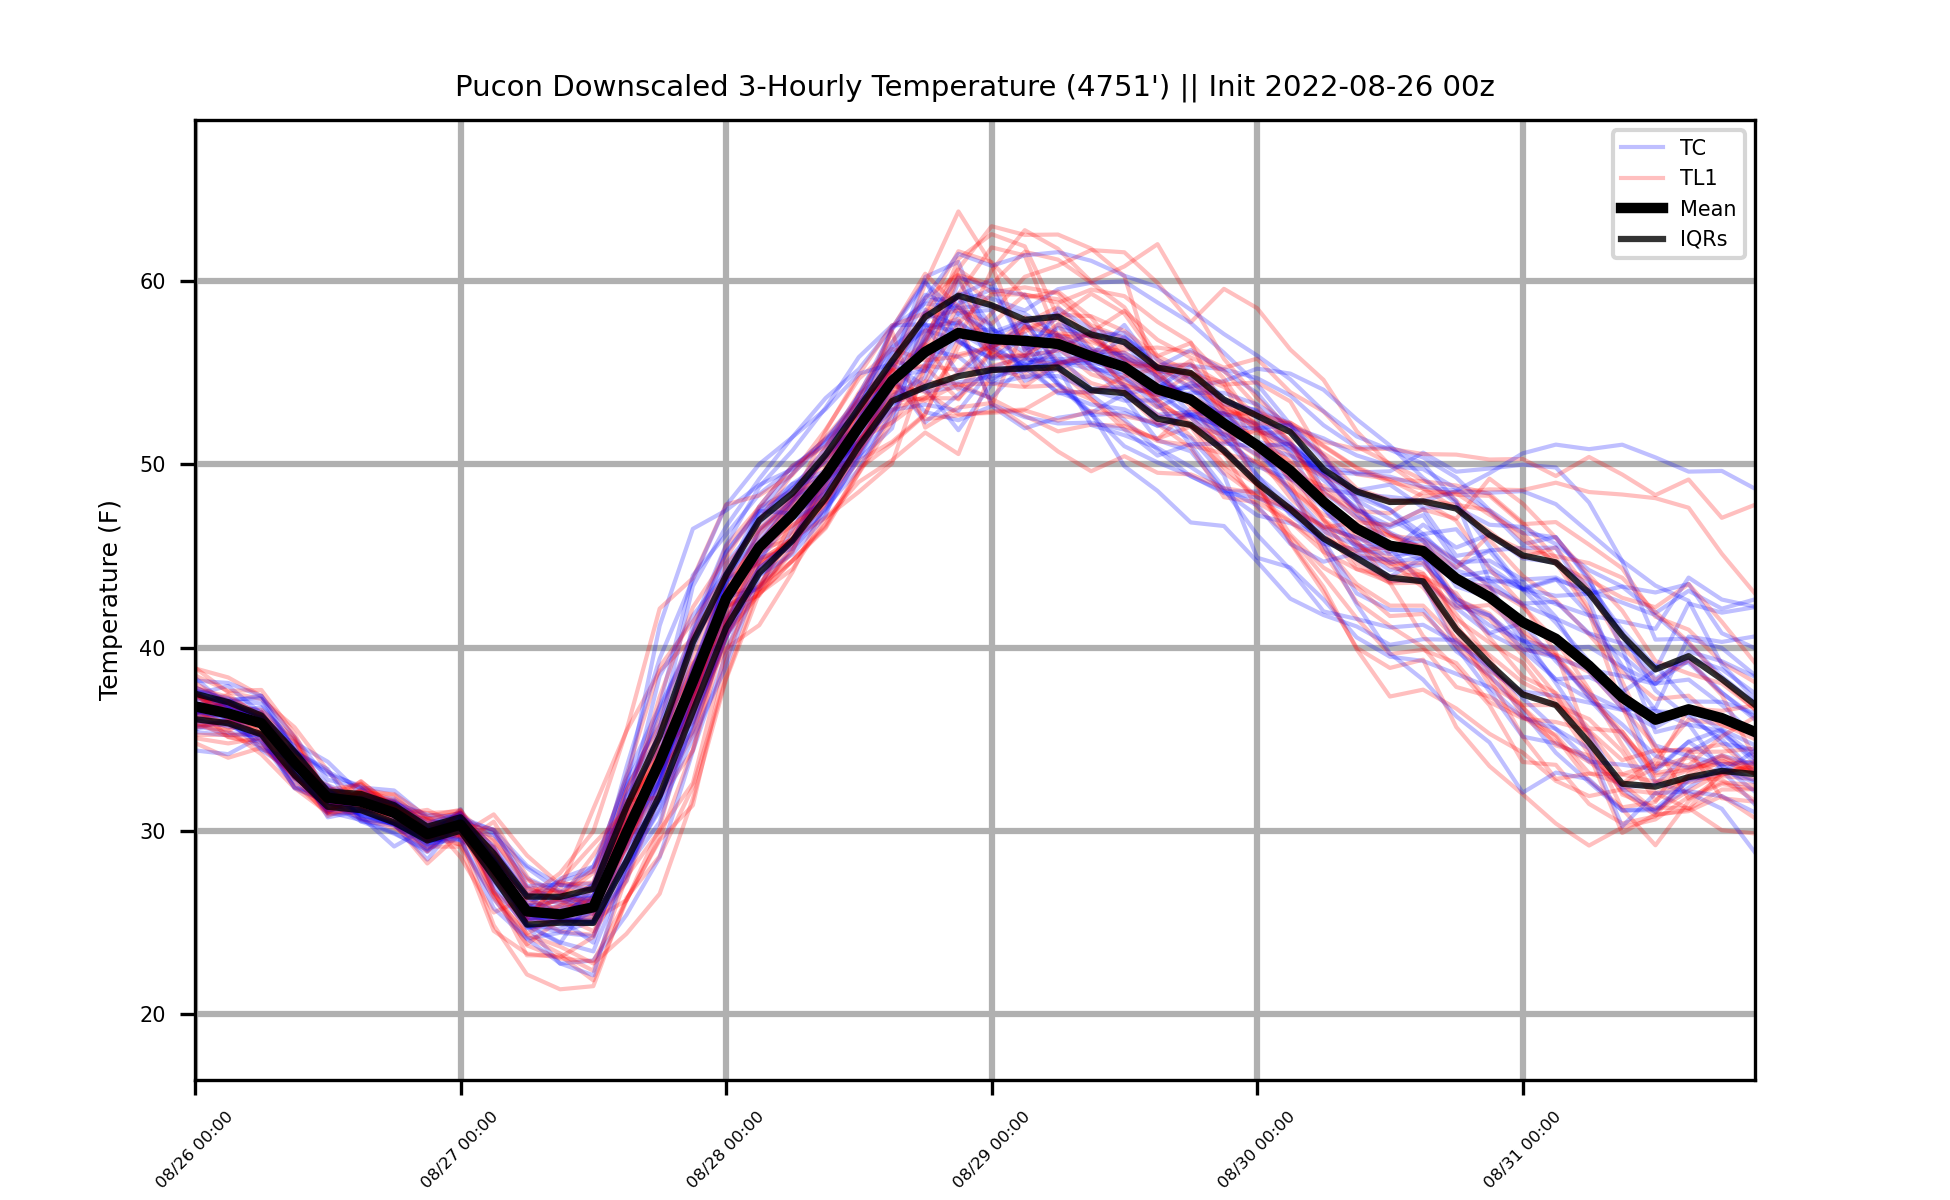 Pucon Downscaled 3-Hourly Temperature (4751') || Init 2022-08-26 00z
TC
TL1
Mean
IQRs
Temperature (F)
60
50
40
30
20
08/26 00:00
08/27 00:00
08/28 00:00
08/29 00:00
08/30 00:00
08/31 00:00